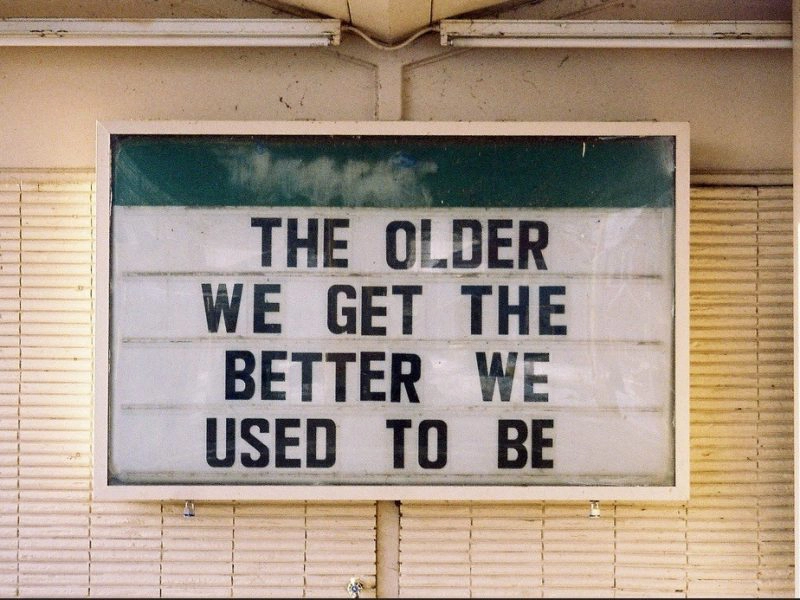 THE OLDER
WE GET THE
BETTER WE
USED TO BE